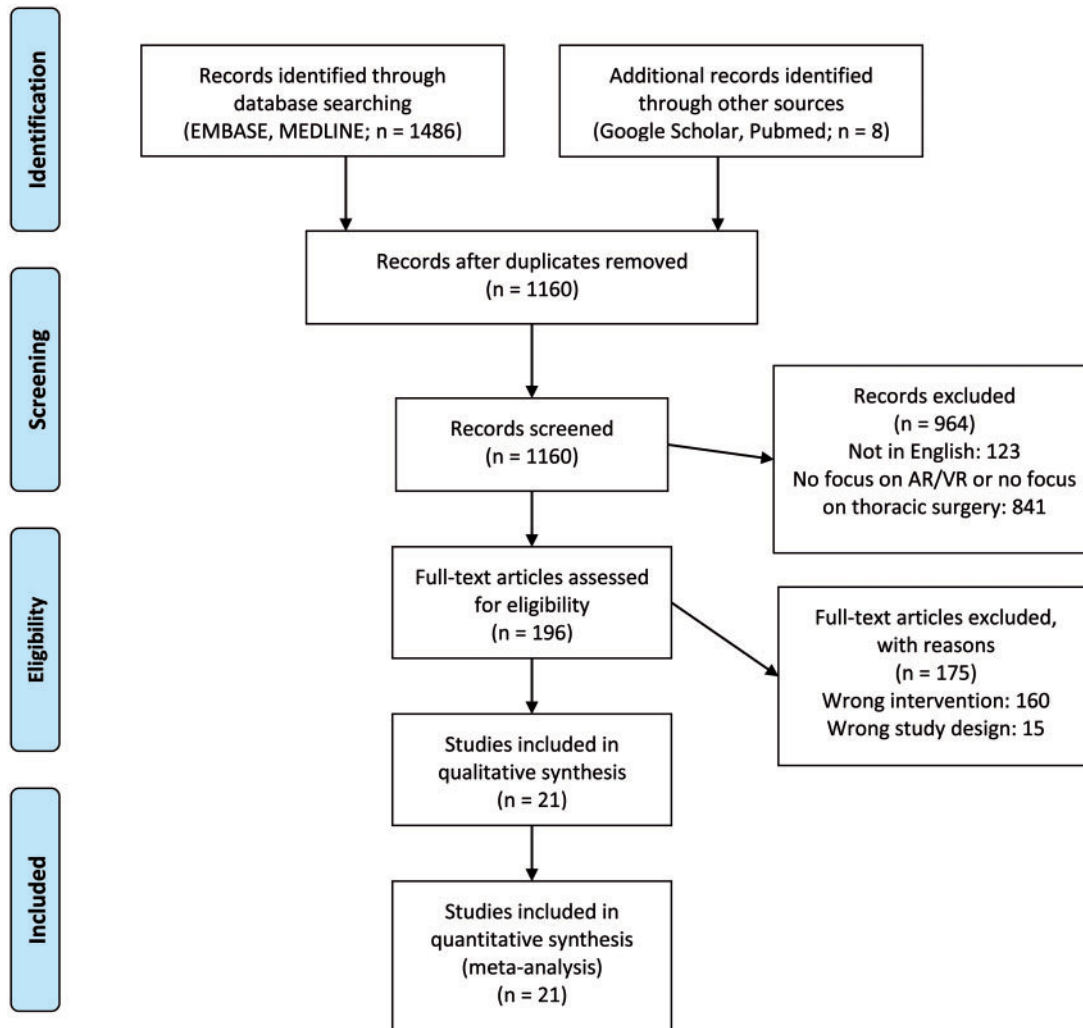 Identification
Records identified through
database searching
(EMBASE, MEDLINE; n = 1486)
Additional records identified
through other sources
(Google Scholar, Pubmed; n = 8)
Records after duplicates removed
(n = 1160)
Screening
Records screened
(n = 1160)
Records excluded
(n = 964)
Not in English: 123
No focus on AR/VR or no focus
on thoracic surgery: 841
Eligibility
Full-text articles assessed
for eligibility
(n = 196)
Full-text articles excluded,
with reasons
(n = 175)
Wrong intervention: 160
Wrong study design: 15
Studies included in
qualitative synthesis
(n = 21)
Included
Studies included in
quantitative synthesis
(meta-analysis)
(n = 21)